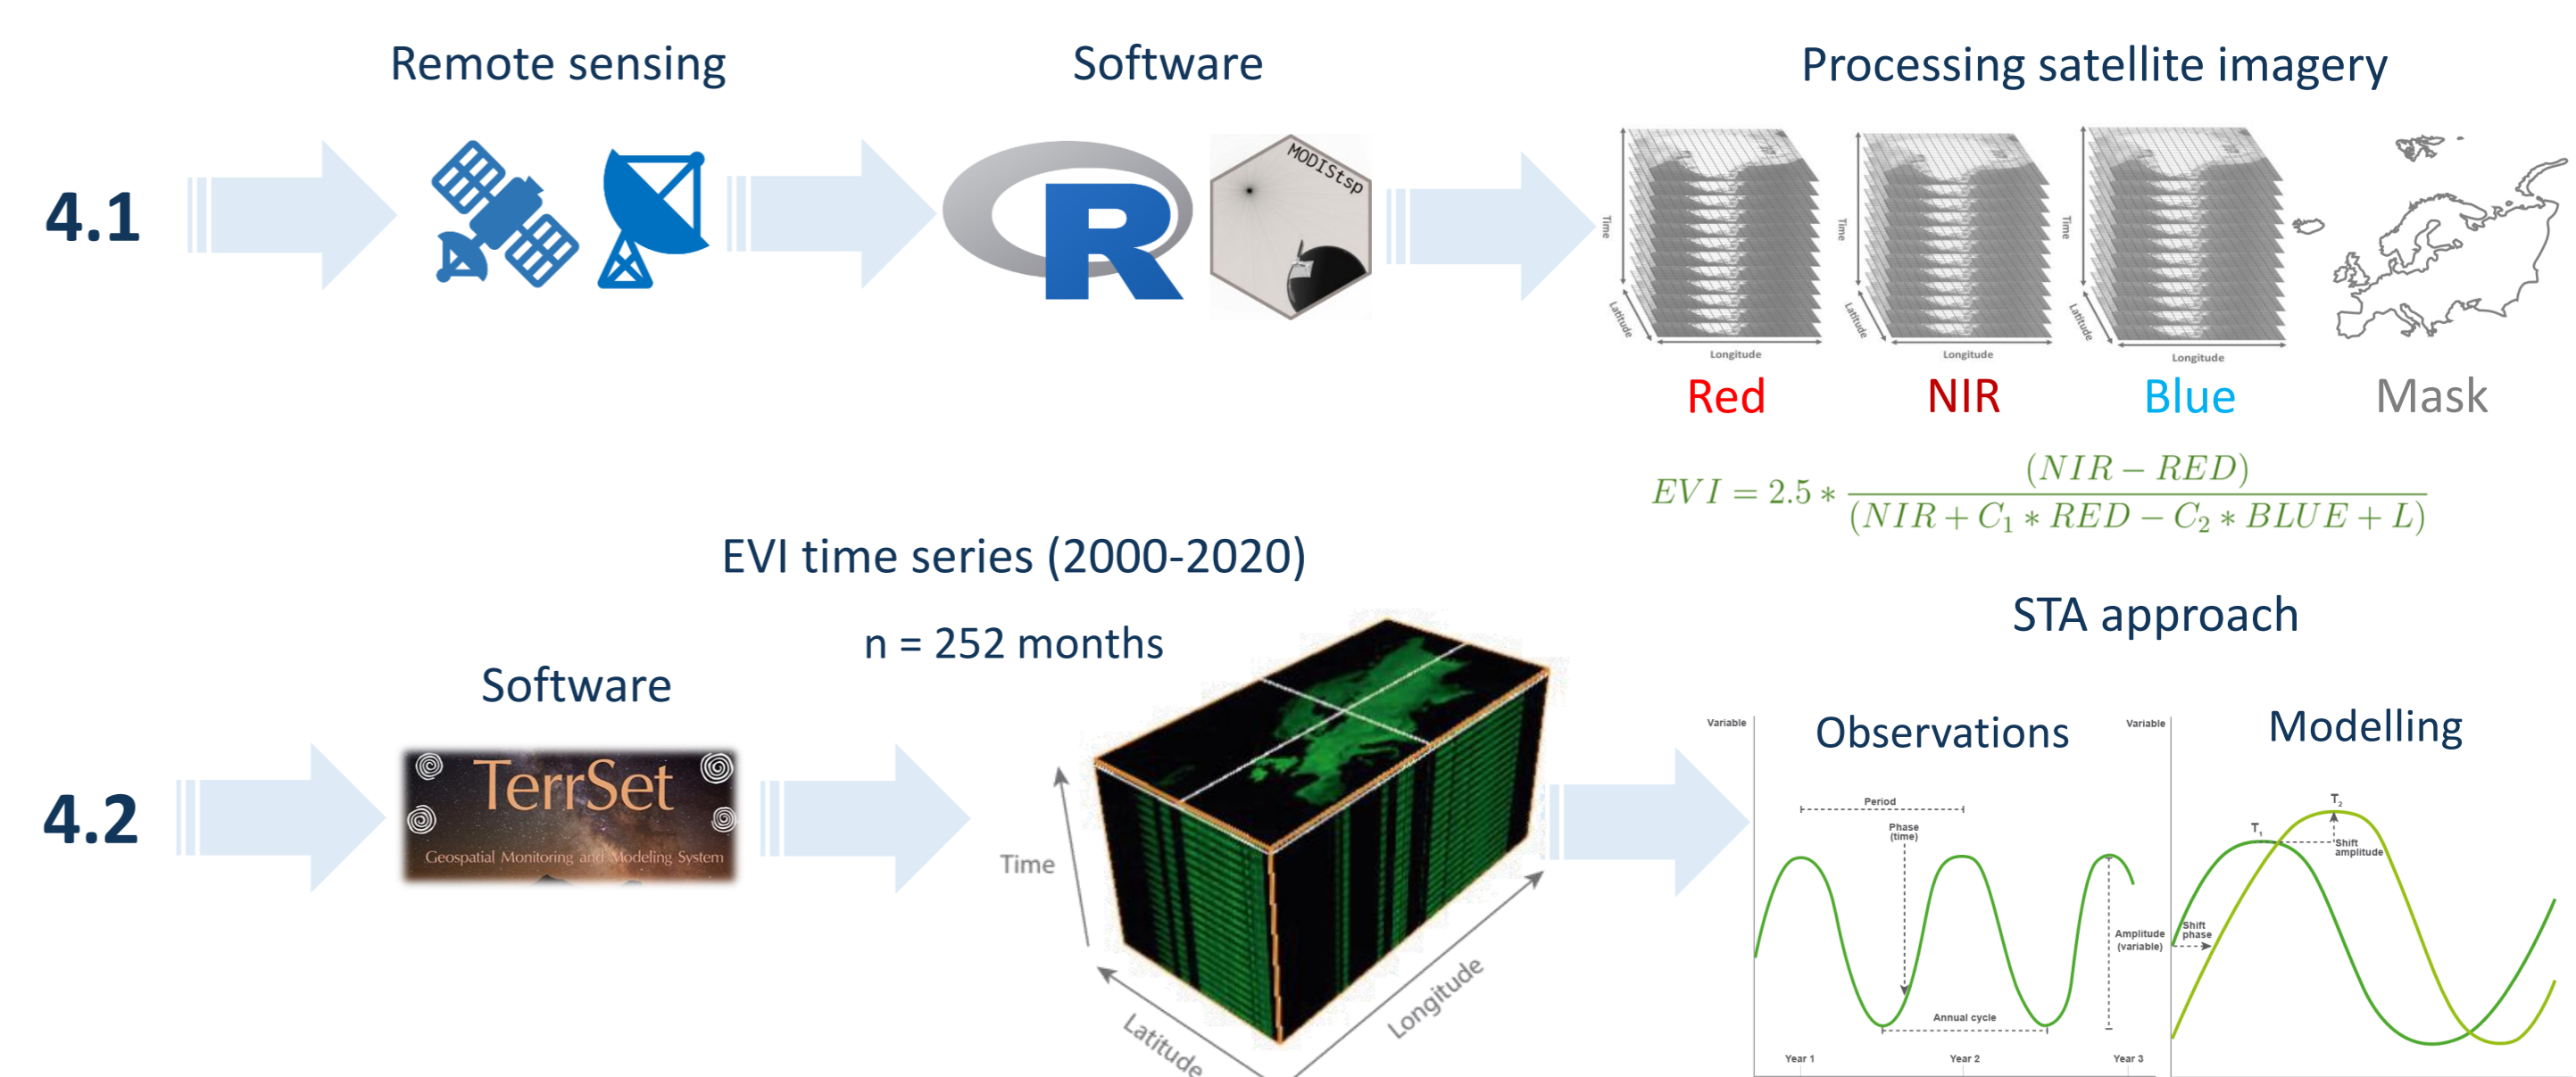 Remote sensing
Software
Processing satellite imagery
4.1
R
MODIStsp
Time
Latitude
Longitude
Time
Latitude
Longitude
Time
Latitude
Longitude
Red
NIR
Blue
Mask
EVI = 2.5 * (NIR − RED) / (NIR + C₁ * RED − C₂ * BLUE + L)
EVI time series (2000-2020)
n = 252 months
STA approach
4.2
Software
TerrSet
Geospatial Monitoring and Modeling System
Time
Latitude
Longitude
Variable
Observations
Period
Phase
(time)
Amplitude
(variable)
Annual cycle
Year 1
Year 2
Year 3
Variable
Modelling
T₁
T₂
Shift
amplitude
Shift
phase